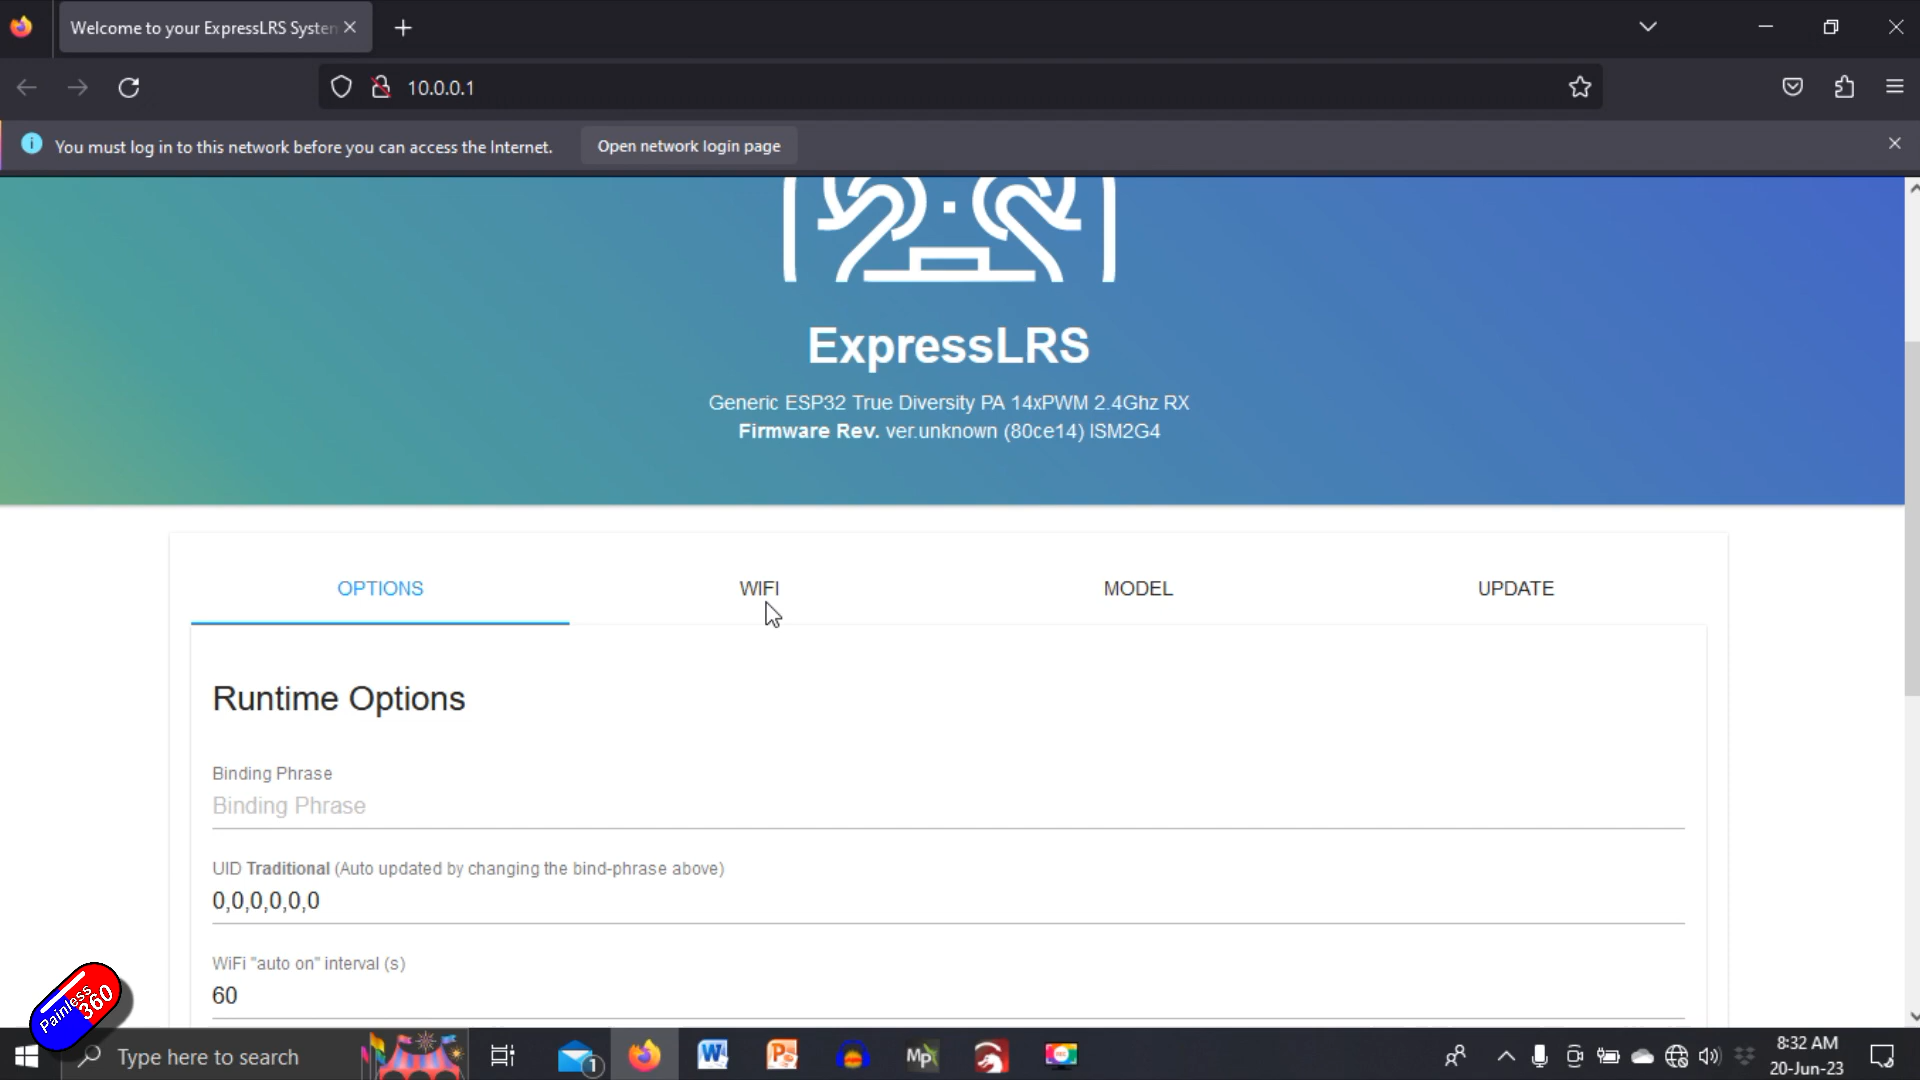 Welcome to your ExpressLRS System
10.0.0.1
You must log in to this network before you can access the Internet.
Open network login page
ExpressLRS
Generic ESP32 True Diversity PA 14xPWM 2.4Ghz RX
Firmware Rev. ver.unknown (80ce14) ISM2G4
OPTIONS
WIFI
MODEL
UPDATE
Runtime Options
Binding Phrase
Binding Phrase
UID Traditional (Auto updated by changing the bind-phrase above)
0,0,0,0,0,0
WiFi "auto on" interval (s)
60
Painless
360
Type here to search
1
W
P
Mp
REC
8:32 AM
20-Jun-23